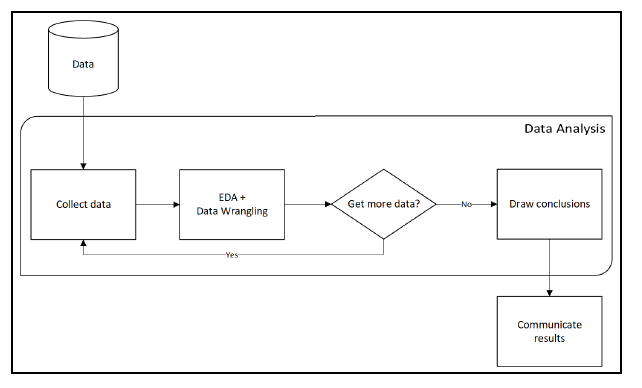 Data
Data Analysis
Collect data
EDA +
Data Wrangling
Get more data?
No
Draw conclusions
Yes
Communicate
results